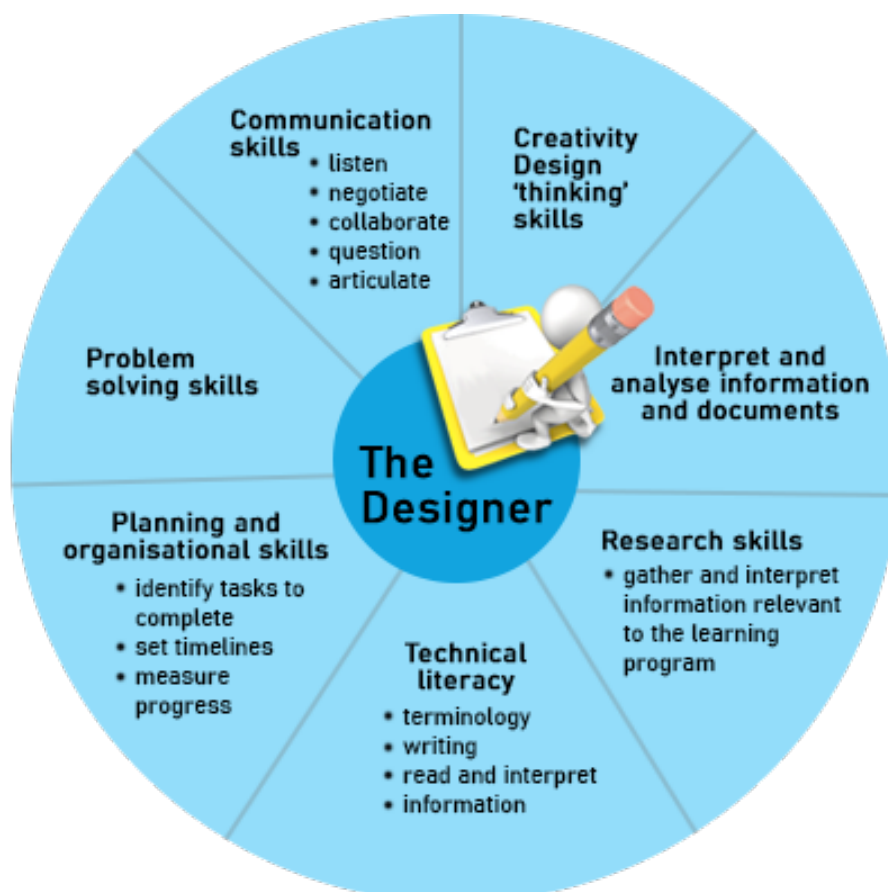 The
Designer
Communication
skills
• listen
• negotiate
• collaborate
• question
• articulate
Creativity
Design
‘thinking’
skills
Interpret and
analyse information
and documents
Research skills
• gather and interpret
information relevant
to the learning
program
Technical
literacy
• terminology
• writing
• read and interpret
• information
Planning and
organisational skills
• identify tasks to
complete
• set timelines
• measure
progress
Problem
solving skills